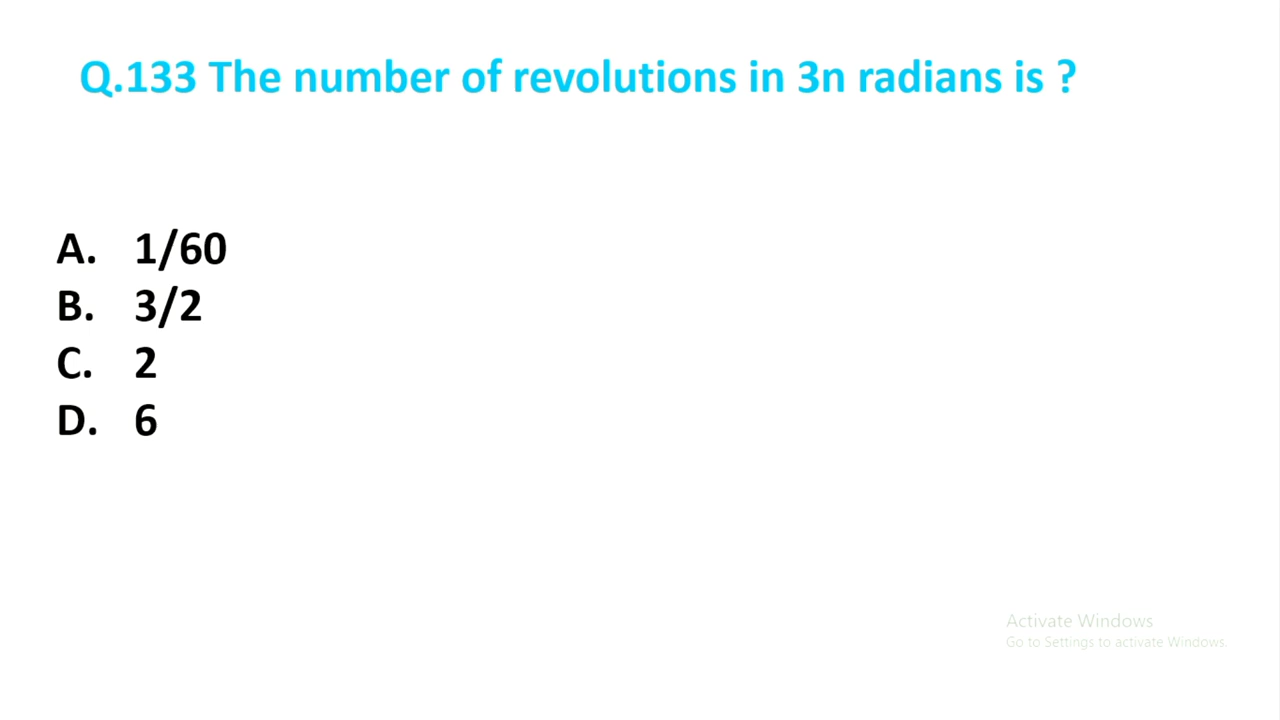 Q.133 The number of revolutions in 3n radians is ?
A. 1/60
B. 3/2
C. 2
D. 6
Activate Windows
Go to Settings to activate Windows.